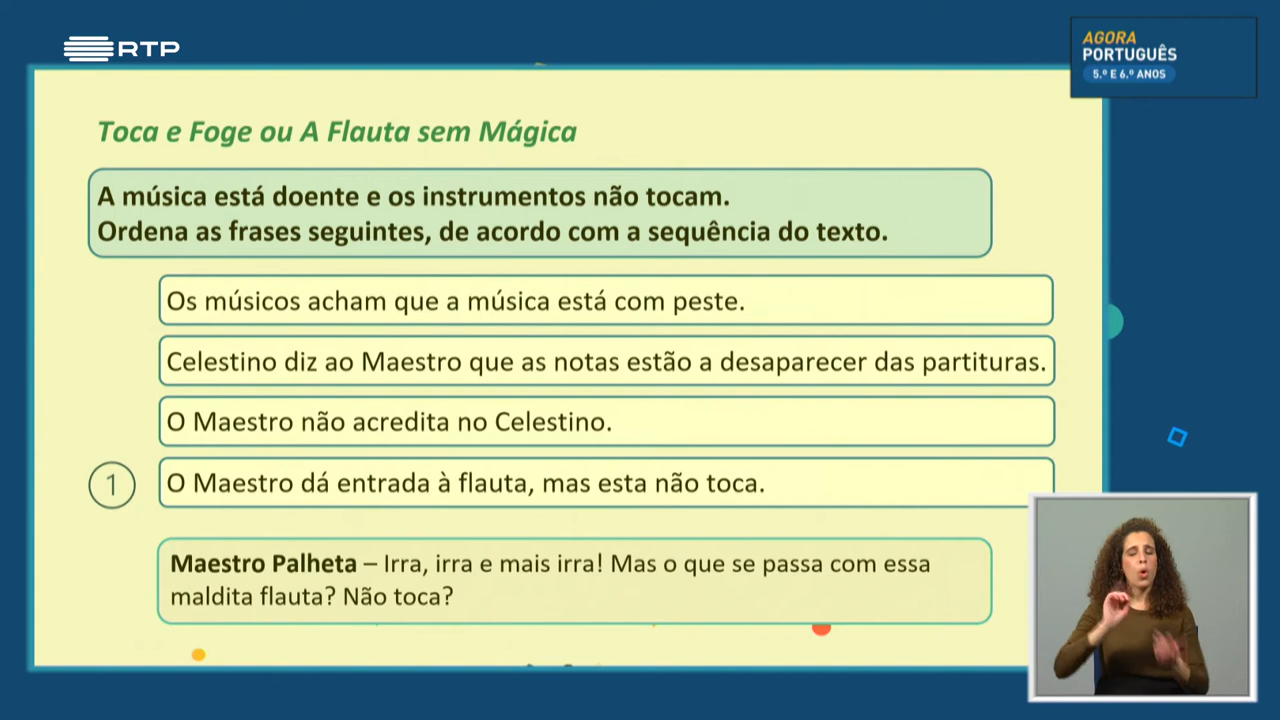 RTP
AGORA
PORTUGUÊS
5.º E 6.º ANOS
Toca e Foge ou A Flauta sem Mágica
A música está doente e os instrumentos não tocam.
Ordena as frases seguintes, de acordo com a sequência do texto.
Os músicos acham que a música está com peste.
Celestino diz ao Maestro que as notas estão a desaparecer das partituras.
O Maestro não acredita no Celestino.
1 O Maestro dá entrada à flauta, mas esta não toca.
Maestro Palheta – Irra, irra e mais irra! Mas o que se passa com essa
maldita flauta? Não toca?